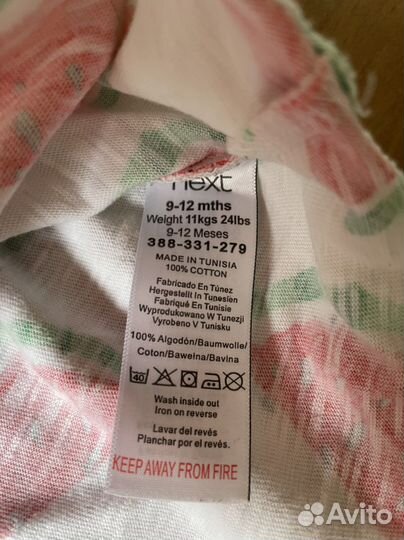 next
9-12 mths
Weight 11kgs 24lbs
9-12 Meses
388-331-279
MADE IN TUNISIA
100% COTTON
Fabricado En Túnez
Hergestellt In Tunesien
Fabriqué En Tunisie
Wyprodukowano W Tunezji
Vyrobeno V Tunisku
100% Algodón/Baumwolle/
Coton/Bawełna/Bavlna
40
Wash inside out
Iron on reverse
Lavar del revés
Planchar por el revés.
KEEP AWAY FROM FIRE
Avito